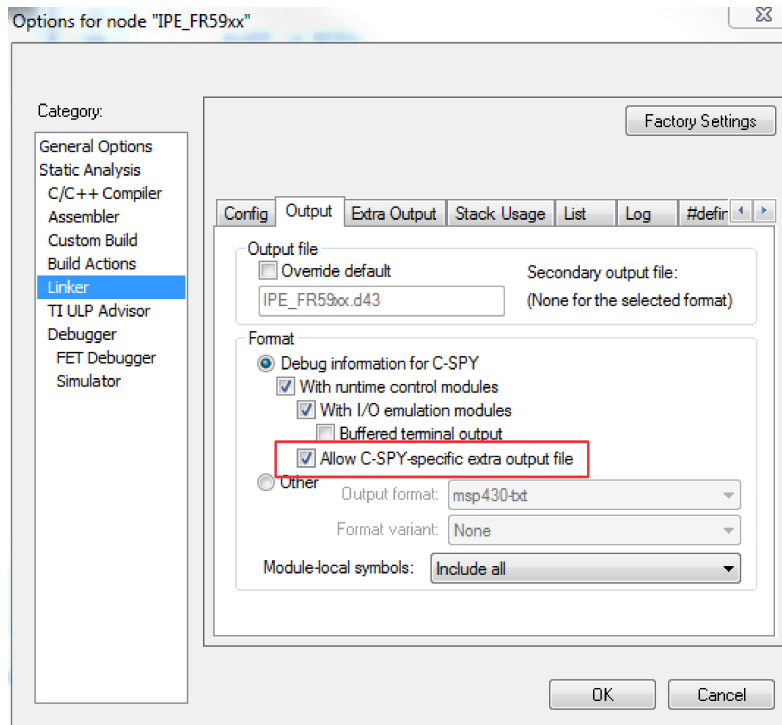 Options for node "IPE_FR59xx"
Category:
General Options
Static Analysis
C/C++ Compiler
Assembler
Custom Build
Build Actions
Linker
TI ULP Advisor
Debugger
FET Debugger
Simulator
Factory Settings
Config Output Extra Output Stack Usage List Log #defin
Output file
Override default
IPE_FR59xx.d43
Secondary output file:
(None for the selected format)
Format
Debug information for C-SPY
With runtime control modules
With I/O emulation modules
Buffered terminal output
Allow C-SPY-specific extra output file
Other
Output format: msp430-txt
Format variant: None
Module-local symbols: Include all
OK Cancel